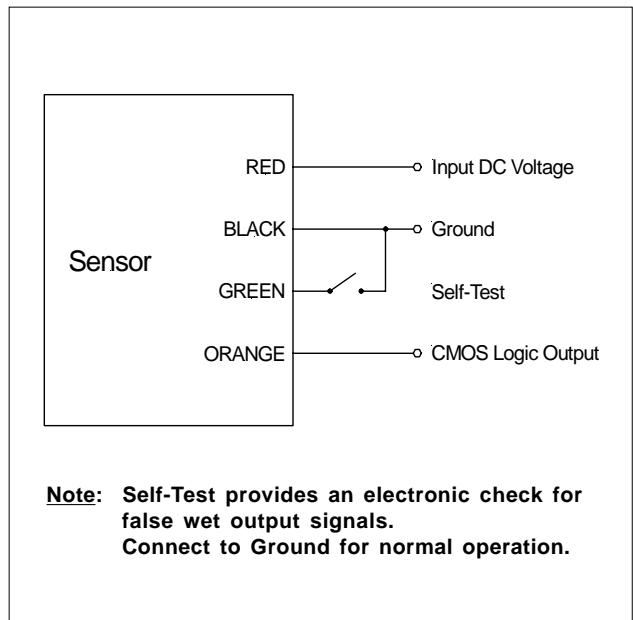 RED
Input DC Voltage
BLACK
Ground
Sensor
GREEN
Self-Test
ORANGE
CMOS Logic Output
Note: Self-Test provides an electronic check for
false wet output signals.
Connect to Ground for normal operation.